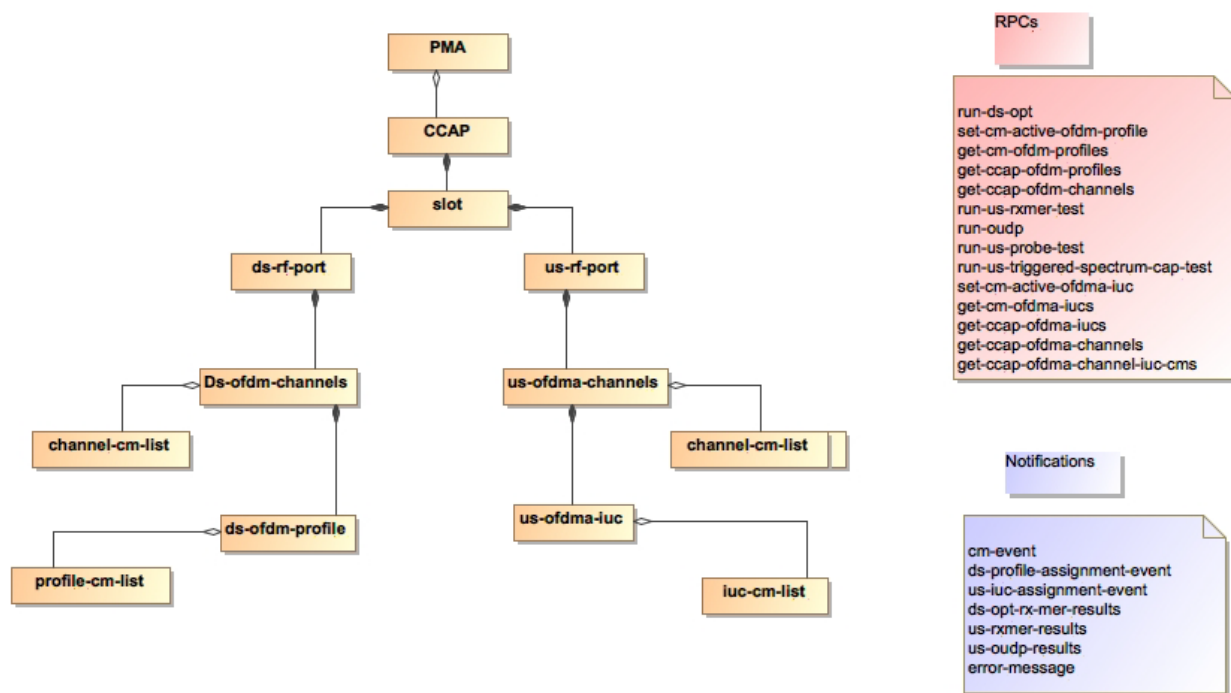 PMA
CCAP
slot
ds-rf-port
us-rf-port
Ds-ofdm-channels
us-ofdma-channels
channel-cm-list
channel-cm-list
ds-ofdm-profile
us-ofdma-iuc
profile-cm-list
iuc-cm-list
RPCs
run-ds-opt
set-cm-active-ofdm-profile
get-cm-ofdm-profiles
get-ccap-ofdm-profiles
get-ccap-ofdm-channels
run-us-rxmer-test
run-oudp
run-us-probe-test
run-us-triggered-spectrum-cap-test
set-cm-active-ofdma-iuc
get-cm-ofdma-iucs
get-ccap-ofdma-iucs
get-ccap-ofdma-channels
get-ccap-ofdma-channel-iuc-cms
Notifications
cm-event
ds-profile-assignment-event
us-iuc-assignment-event
ds-opt-rx-mer-results
us-rxmer-results
us-oudp-results
error-message